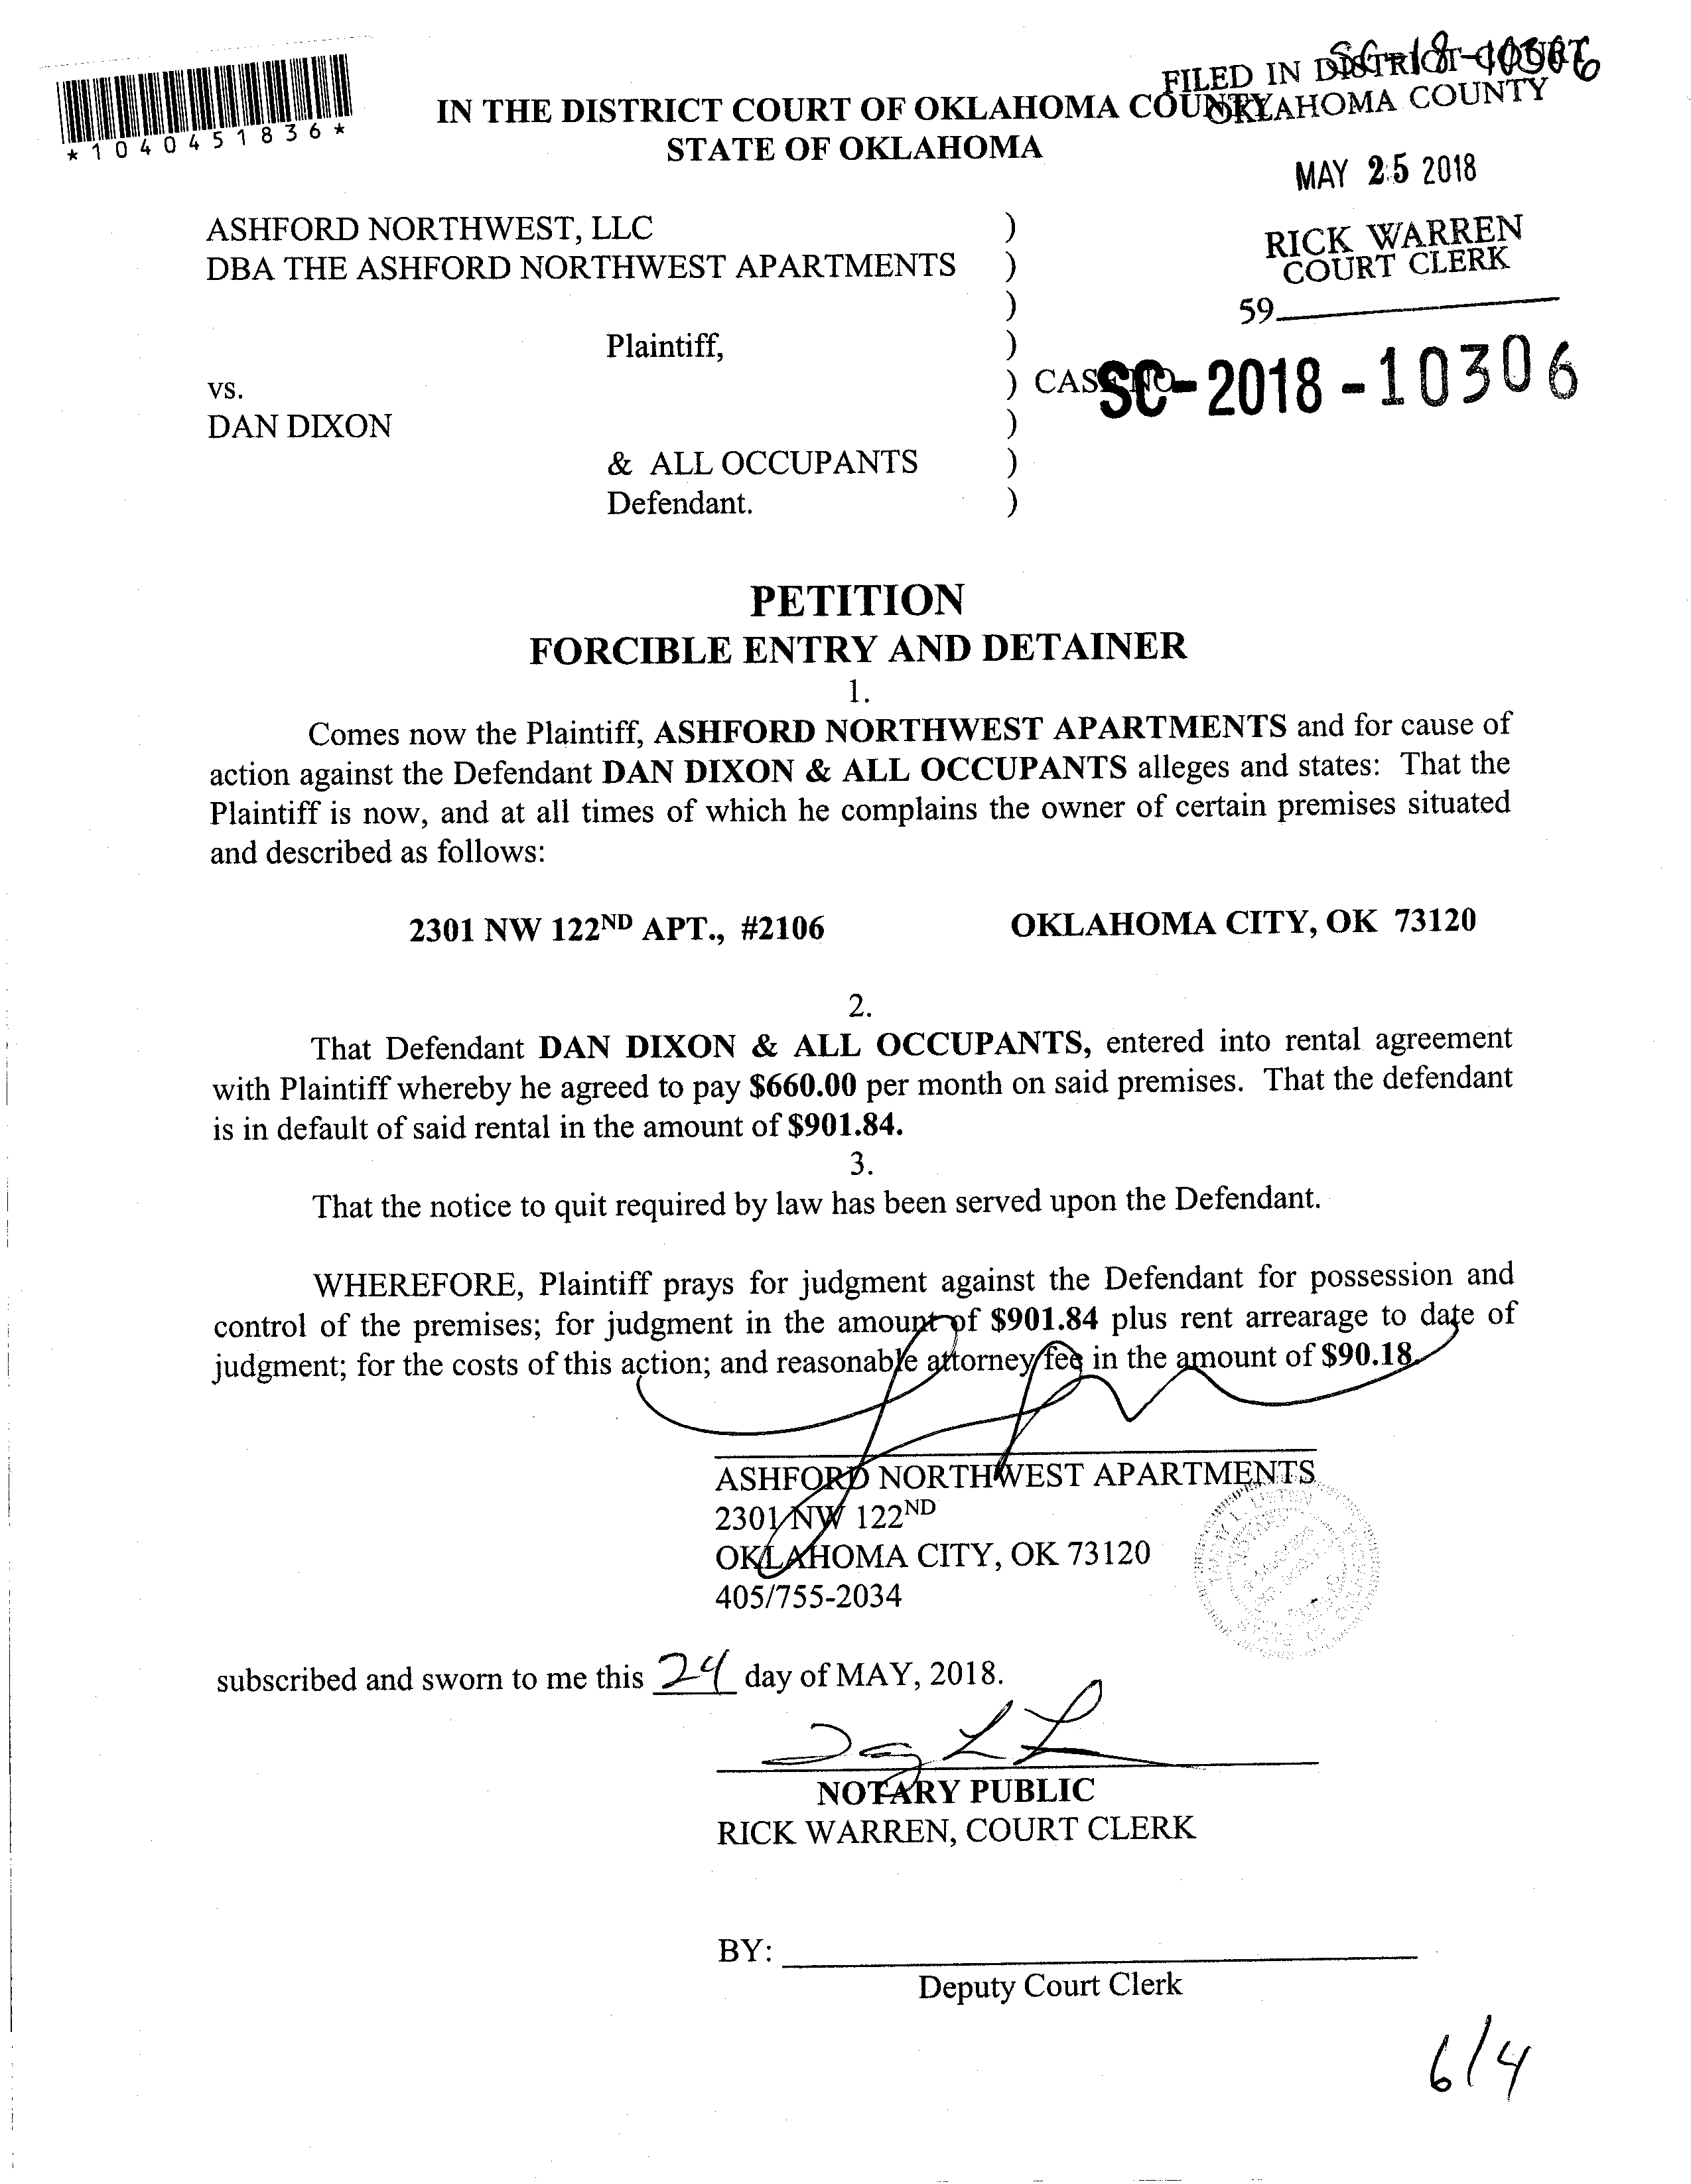 SC-18-10306
FILED IN DISTRICT COURT
OKLAHOMA COUNTY
*1040451836*
IN THE DISTRICT COURT OF OKLAHOMA COUNTY
STATE OF OKLAHOMA
MAY 25 2018
RICK WARREN
COURT CLERK
59
ASHFORD NORTHWEST, LLC )
DBA THE ASHFORD NORTHWEST APARTMENTS )
)
Plaintiff, )
vs. ) CASE NO. SC-2018-10306
DAN DIXON )
& ALL OCCUPANTS )
Defendant. )
PETITION
FORCIBLE ENTRY AND DETAINER
1.
Comes now the Plaintiff, ASHFORD NORTHWEST APARTMENTS and for cause of
action against the Defendant DAN DIXON & ALL OCCUPANTS alleges and states: That the
Plaintiff is now, and at all times of which he complains the owner of certain premises situated
and described as follows:
2301 NW 122ND APT., #2106 OKLAHOMA CITY, OK 73120
2.
That Defendant DAN DIXON & ALL OCCUPANTS, entered into rental agreement
with Plaintiff whereby he agreed to pay $660.00 per month on said premises. That the defendant
is in default of said rental in the amount of $901.84.
3.
That the notice to quit required by law has been served upon the Defendant.
WHEREFORE, Plaintiff prays for judgment against the Defendant for possession and
control of the premises; for judgment in the amount of $901.84 plus rent arrearage to date of
judgment; for the costs of this action; and reasonable attorney fee in the amount of $90.18.
ASHFORD NORTHWEST APARTMENTS
2301 NW 122ND
OKLAHOMA CITY, OK 73120
405/755-2034
subscribed and sworn to me this 24 day of MAY, 2018.
NOTARY PUBLIC
RICK WARREN, COURT CLERK
BY:
Deputy Court Clerk
6/4